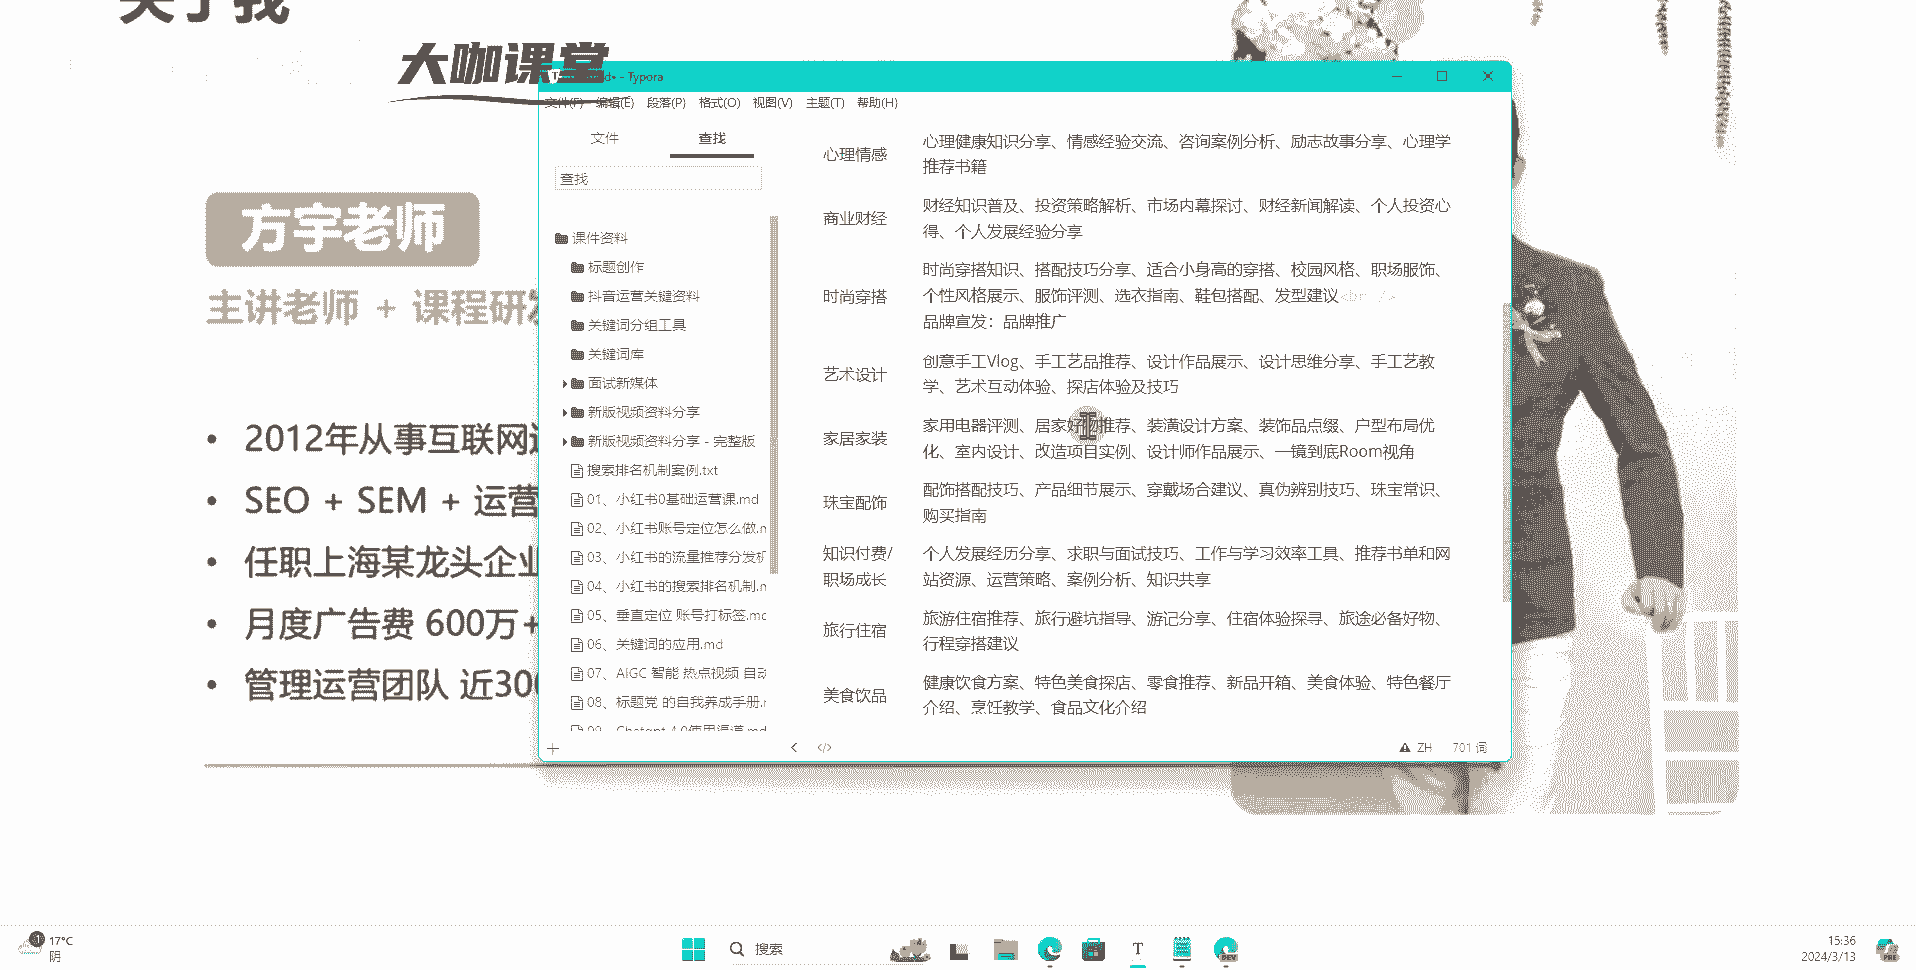 关于我
大咖课堂
方宇老师
主讲老师 + 课程研发
• 2012年从事互联网
• SEO + SEM + 运营
• 任职上海某龙头企业
• 月度广告费 600万+
• 管理运营团队 近300
- Typora
文件(F) 编辑(E) 段落(P) 格式(O) 视图(V) 主题(T) 帮助(H)
文件 查找
查找
课件资料
标题创作
抖音运营关键资料
关键词分组工具
关键词库
面试新媒体
新版视频资料分享
新版视频资料分享 - 完整版
搜索排名机制案例.txt
01、小红书0基础运营课.md
02、小红书账号定位怎么做.m
03、小红书的流量推荐分发机
04、小红书的搜索排名机制.m
05、垂直定位 账号打标签.md
06、关键词的应用.md
07、AIGC 智能 热点视频 自动
08、标题党 的自我养成手册.m
09、Chatgpt 4.0使用渠道.md
心理情感
心理健康知识分享、情感经验交流、咨询案例分析、励志故事分享、心理学
推荐书籍
商业财经
财经知识普及、投资策略解析、市场内幕探讨、财经新闻解读、个人投资心
得、个人发展经验分享
时尚穿搭
时尚穿搭知识、搭配技巧分享、适合小身高的穿搭、校园风格、职场服饰、
个性风格展示、服饰评测、选衣指南、鞋包搭配、发型建议<br />
品牌宣发：品牌推广
艺术设计
创意手工Vlog、手工艺品推荐、设计作品展示、设计思维分享、手工艺教
学、艺术互动体验、探店体验及技巧
家居家装
家用电器评测、居家好物推荐、装潢设计方案、装饰品点缀、户型布局优
化、室内设计、改造项目实例、设计师作品展示、一镜到底Room视角
珠宝配饰
配饰搭配技巧、产品细节展示、穿戴场合建议、真伪辨别技巧、珠宝常识、
购买指南
知识付费/
职场成长
个人发展经历分享、求职与面试技巧、工作与学习效率工具、推荐书单和网
站资源、运营策略、案例分析、知识共享
旅行住宿
旅游住宿推荐、旅行避坑指导、游记分享、住宿体验探寻、旅途必备好物、
行程穿搭建议
美食饮品
健康饮食方案、特色美食探店、零食推荐、新品开箱、美食体验、特色餐厅
介绍、烹饪教学、食品文化介绍
ZH 701 词
1
17°C
阴
搜索
T
DEV
15:36
2024/3/13
PRE